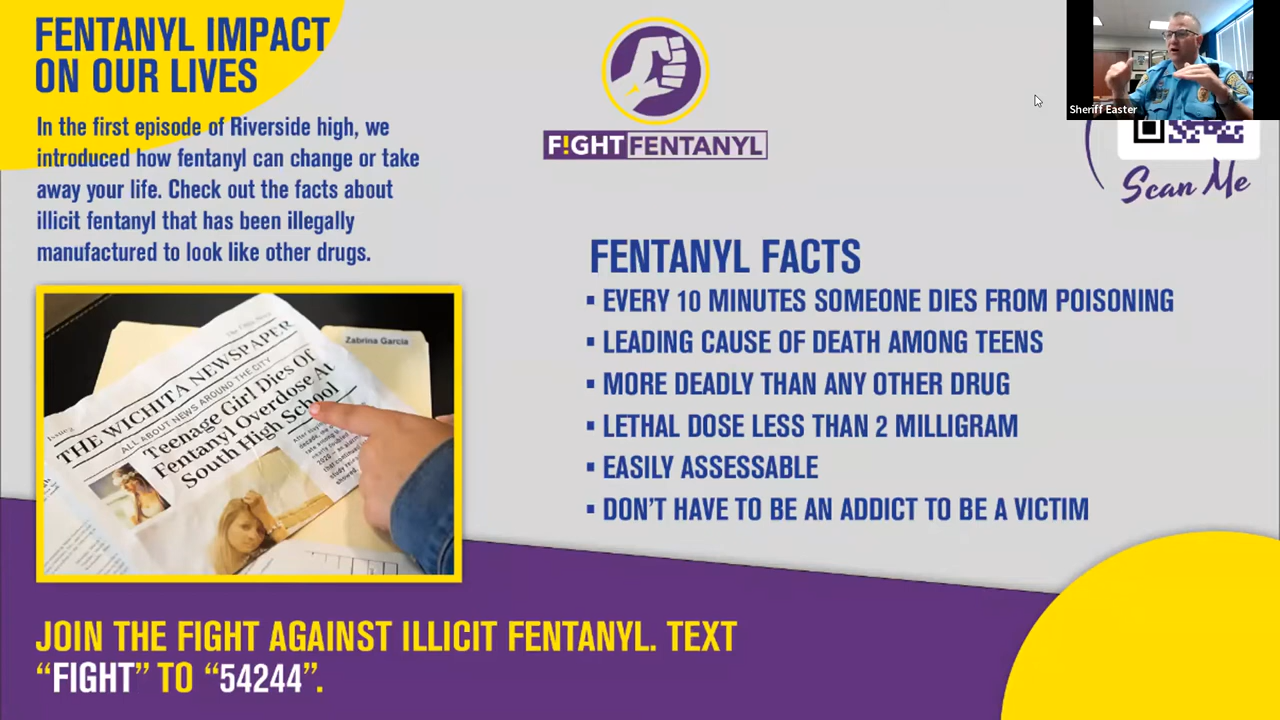 FENTANYL IMPACT
ON OUR LIVES
In the first episode of Riverside high, we
introduced how fentanyl can change or take
away your life. Check out the facts about
illicit fentanyl that has been illegally
manufactured to look like other drugs.
Zabrina Garcia
THE WICHITA NEWSPAPER
ALL ABOUT NEWS AROUND THE CITY
Teenage Girl Dies Of
Fentanyl Overdose At
South High School
F!GHT FENTANYL
Sheriff Easter
Scan Me
FENTANYL FACTS
▪ EVERY 10 MINUTES SOMEONE DIES FROM POISONING
▪ LEADING CAUSE OF DEATH AMONG TEENS
▪ MORE DEADLY THAN ANY OTHER DRUG
▪ LETHAL DOSE LESS THAN 2 MILLIGRAM
▪ EASILY ASSESSABLE
▪ DON'T HAVE TO BE AN ADDICT TO BE A VICTIM
JOIN THE FIGHT AGAINST ILLICIT FENTANYL. TEXT
“FIGHT” TO “54244”.